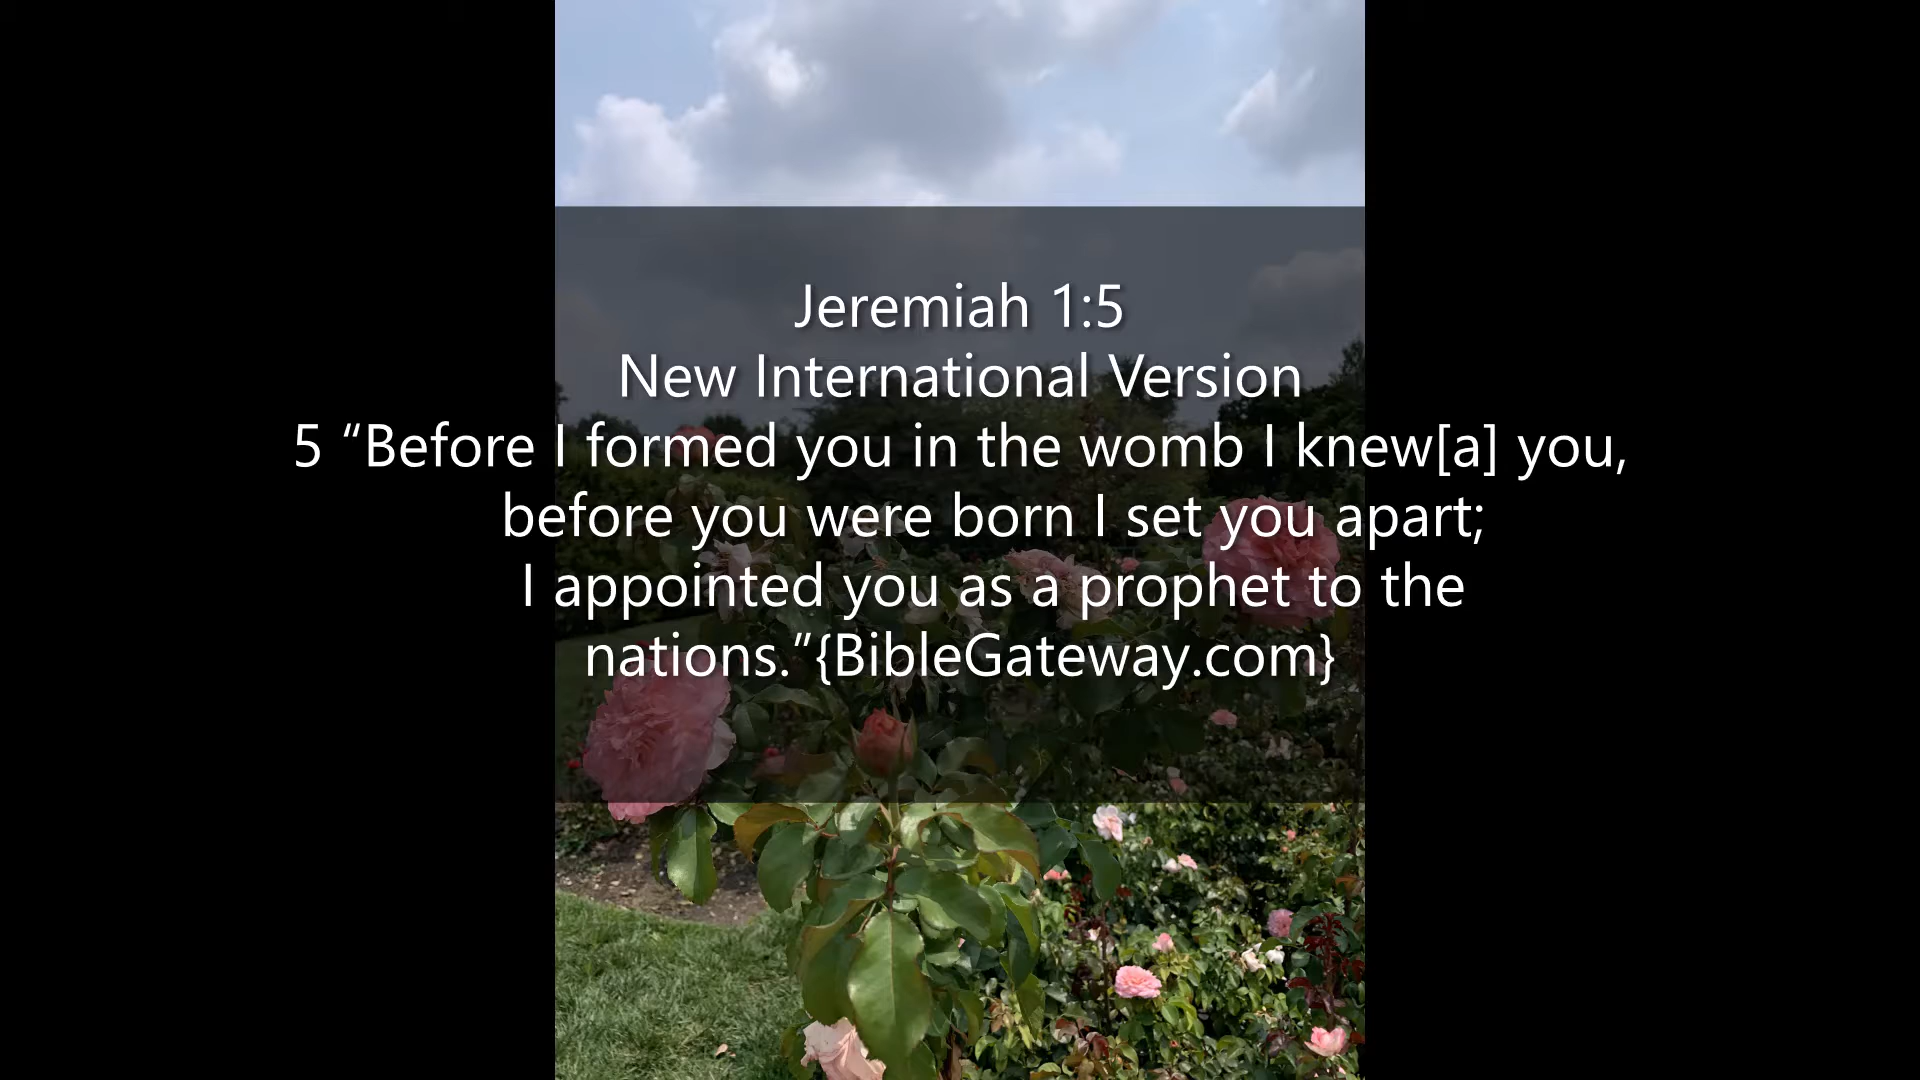 Jeremiah 1:5
New International Version
5 “Before I formed you in the womb I knew[a] you,
before you were born I set you apart;
I appointed you as a prophet to the
nations.”{BibleGateway.com}